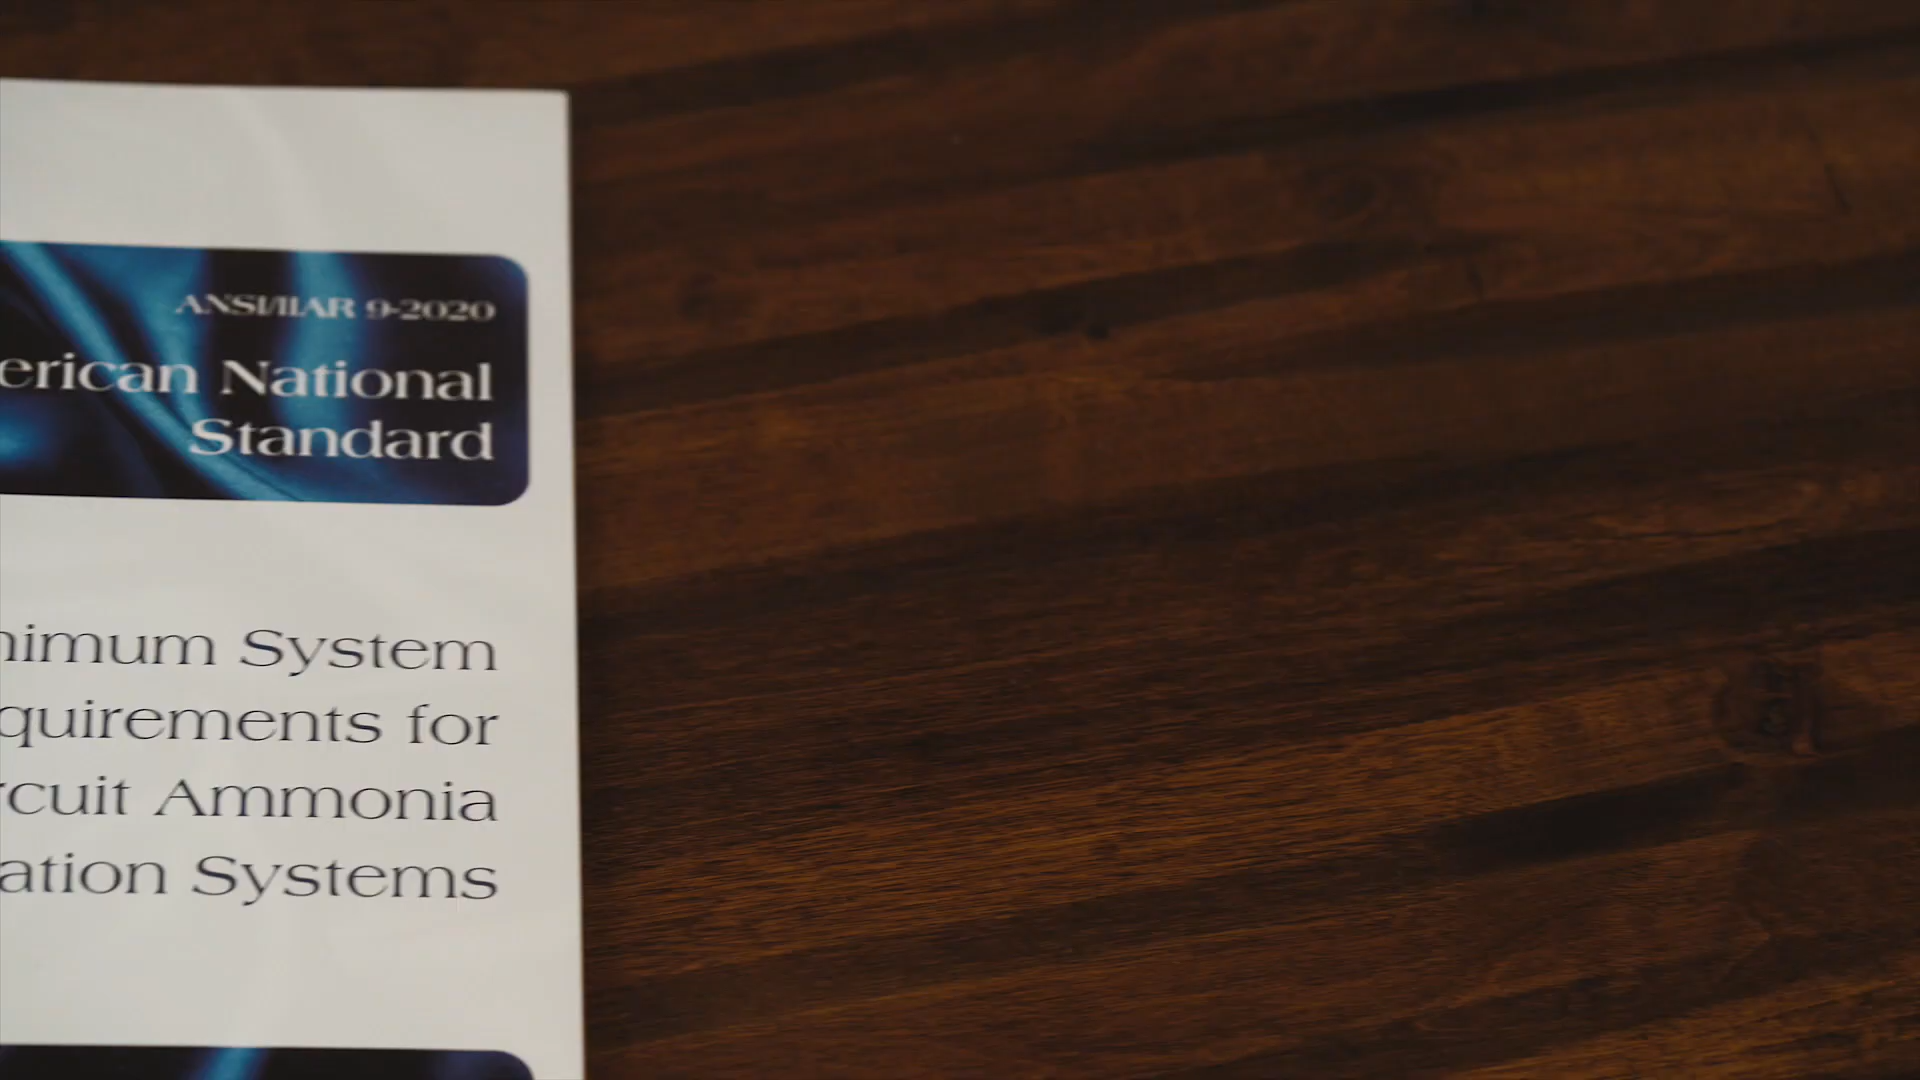 ANSI/IIAR 9-2020
erican National
Standard
nimum System
quirements for
rcuit Ammonia
ation Systems